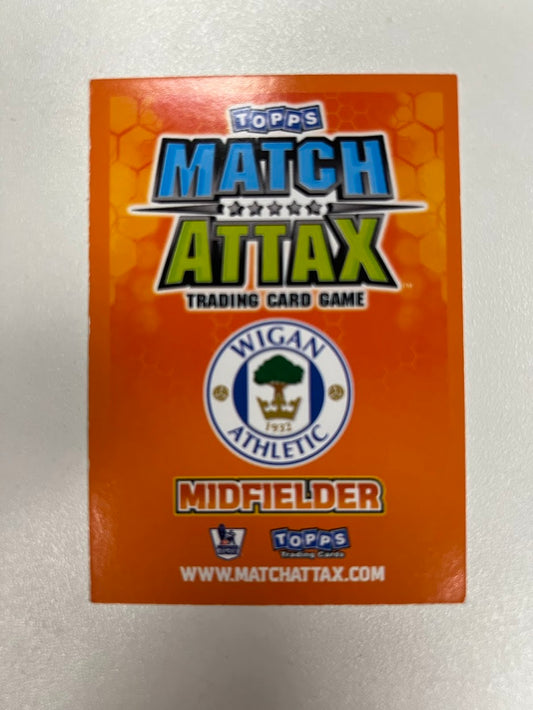 TOPPS
MATCH
ATTAX
TRADING CARD GAME
WIGAN
1932
ATHLETIC
MIDFIELDER
TOPPS
Trading Cards
WWW.MATCHATTAX.COM